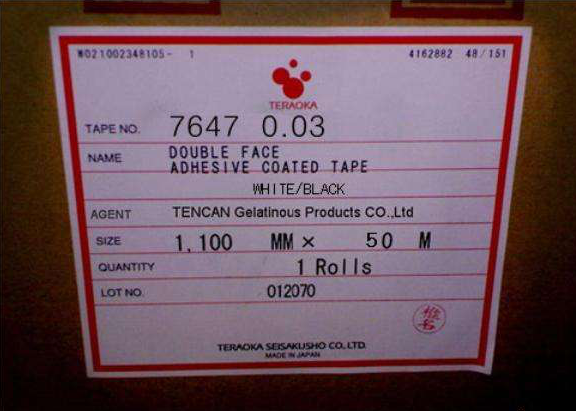 W021002348105- 1 4162882 48/151
TERAOKA
TAPE NO. 7647 0.03
NAME DOUBLE FACE
ADHESIVE COATED TAPE
WHITE/BLACK
AGENT TENCAN Gelatinous Products CO.,Ltd
SIZE 1,100 MM× 50 M
QUANTITY 1 Rolls
LOT NO. 012070
TERAOKA SEISAKUSHO CO., LTD.
MADE IN JAPAN